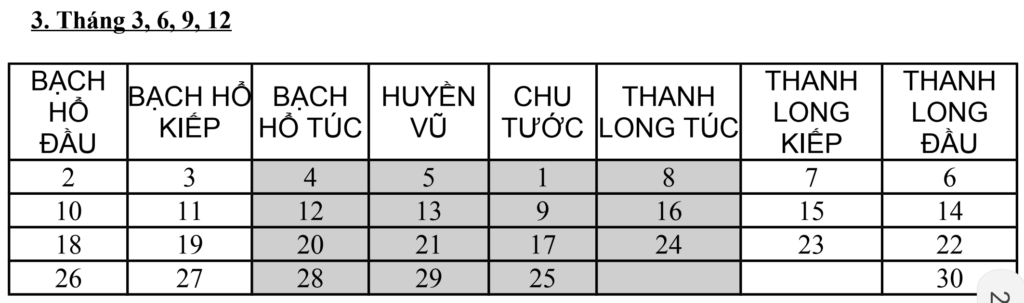 3. Tháng 3, 6, 9, 12
BẠCH HỔ ĐẦU | BẠCH HỔ KIẾP | BẠCH HỔ TÚC | HUYỀN VŨ | CHU TƯỚC | THANH LONG TÚC | THANH LONG KIẾP | THANH LONG ĐẦU
2 | 3 | 4 | 5 | 1 | 8 | 7 | 6
10 | 11 | 12 | 13 | 9 | 16 | 15 | 14
18 | 19 | 20 | 21 | 17 | 24 | 23 | 22
26 | 27 | 28 | 29 | 25 | | | 30
2